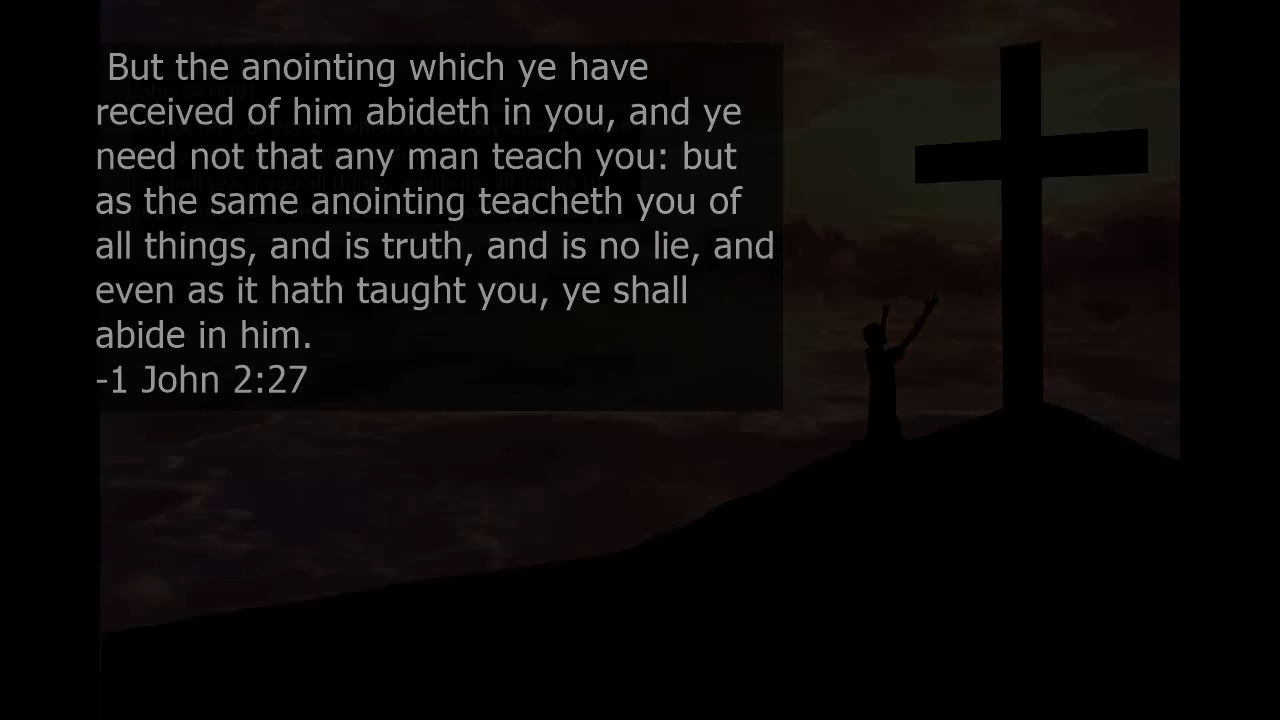 But the anointing which ye have
received of him abideth in you, and ye
need not that any man teach you: but
as the same anointing teacheth you of
all things, and is truth, and is no lie, and
even as it hath taught you, ye shall
abide in him.
-1 John 2:27